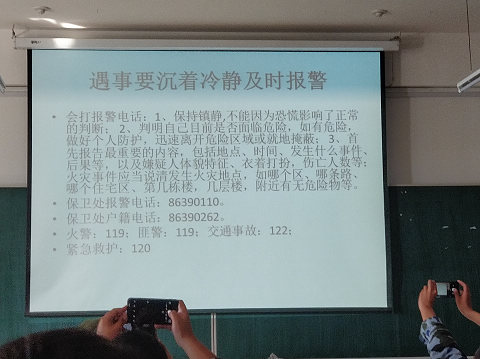 遇事要沉着冷静及时报警
• 会打报警电话：1、保持镇静,不能因为恐慌影响了正常
的判断；2、判明自己目前是否面临危险，如有危险，
做好个人防护，迅速离开危险区域或就地掩蔽；3、首
先报告最重要的内容，包括地点、时间、发生什么事件、
后果等，以及嫌疑人体貌特征、衣着打扮，伤亡人数等；
火灾事件应当说清发生火灾地点，如哪个区、哪条路、
哪个住宅区、第几栋楼，几层楼，附近有无危险物等。
• 保卫处报警电话：86390110。
• 保卫处户籍电话：86390262。
• 火警：119；匪警：119；交通事故：122；
• 紧急救护：120